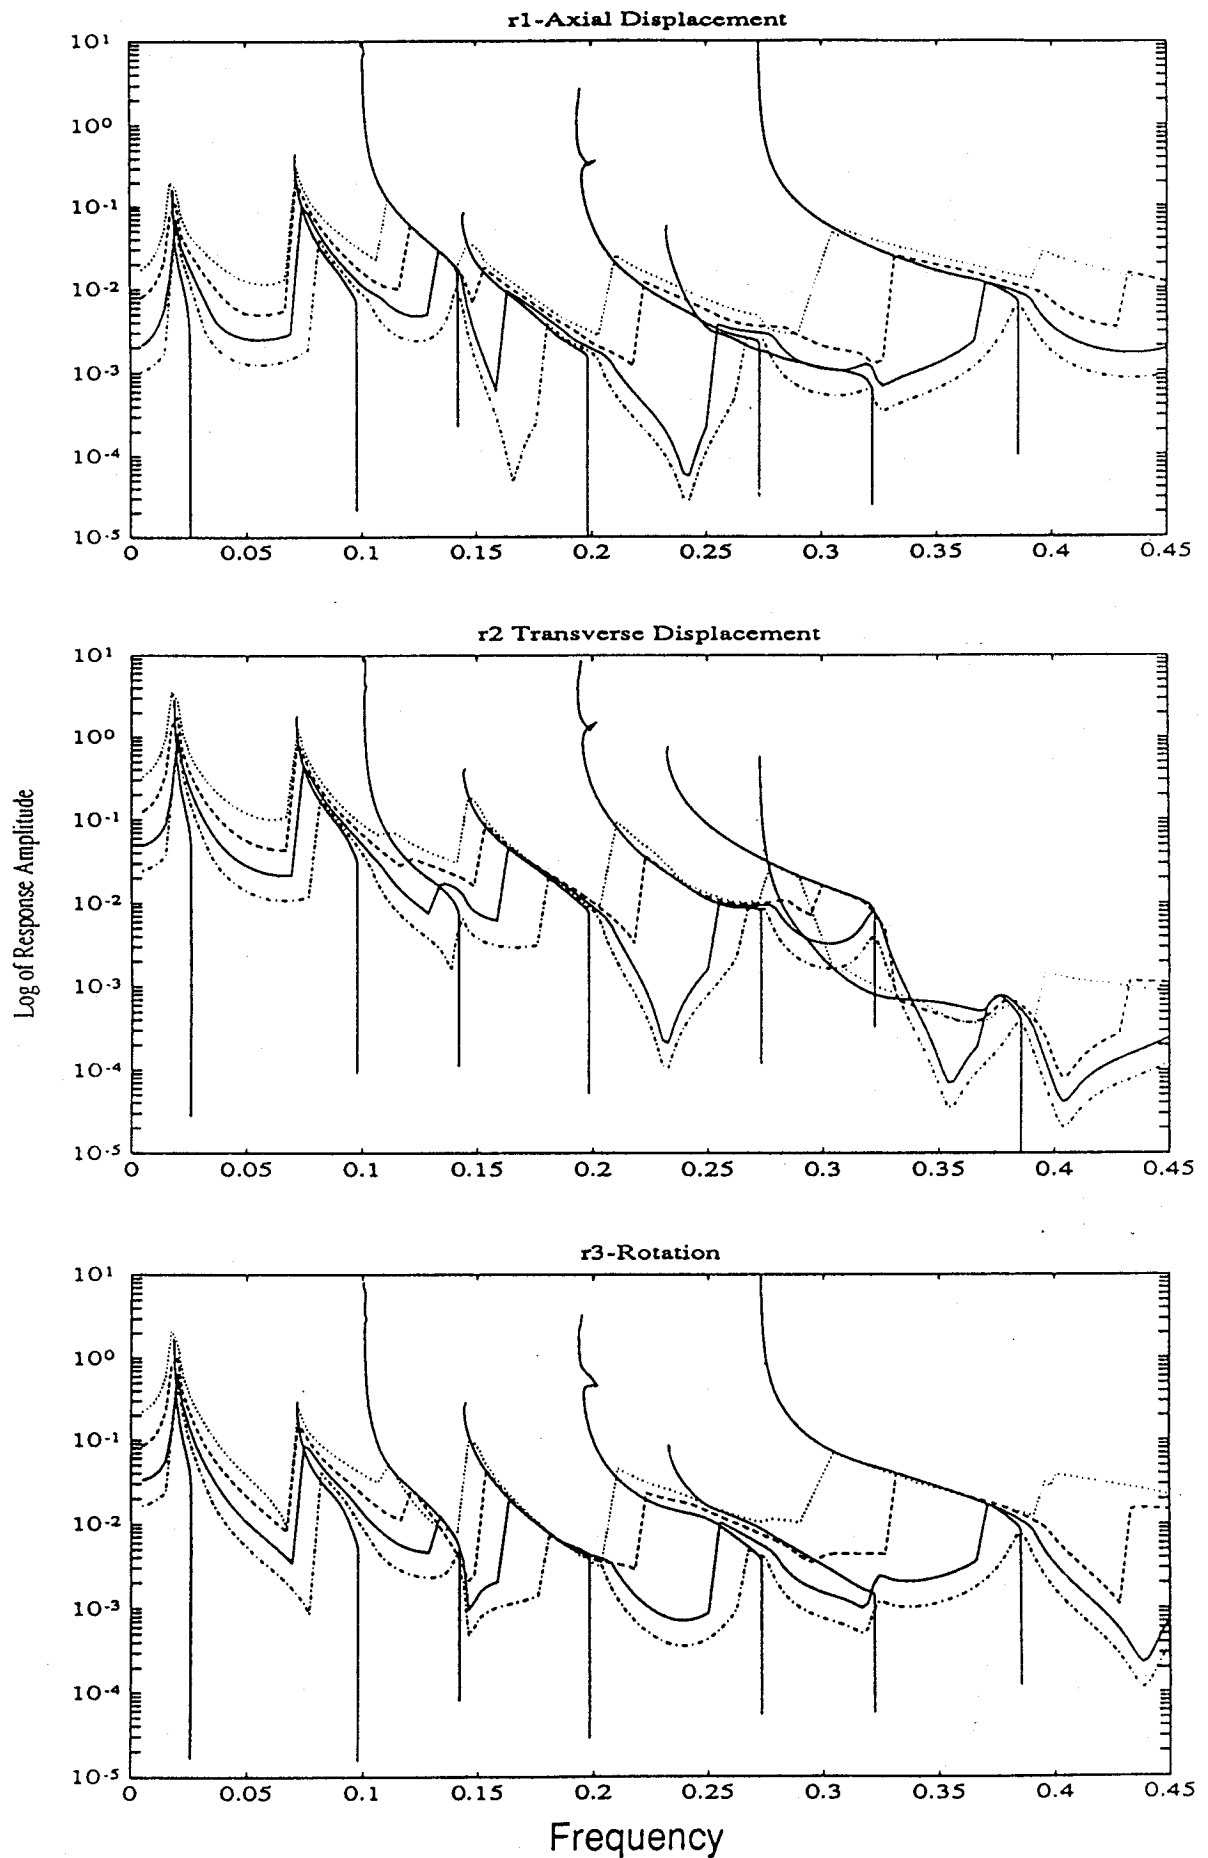 r1-Axial Displacement
10¹
10⁰
10⁻¹
10⁻²
10⁻³
10⁻⁴
10⁻⁵
0 0.05 0.1 0.15 0.2 0.25 0.3 0.35 0.4 0.45
r2 Transverse Displacement
10¹
10⁰
10⁻¹
10⁻²
10⁻³
10⁻⁴
10⁻⁵
0 0.05 0.1 0.15 0.2 0.25 0.3 0.35 0.4 0.45
Log of Response Amplitude
r3-Rotation
10¹
10⁰
10⁻¹
10⁻²
10⁻³
10⁻⁴
10⁻⁵
0 0.05 0.1 0.15 0.2 0.25 0.3 0.35 0.4 0.45
Frequency